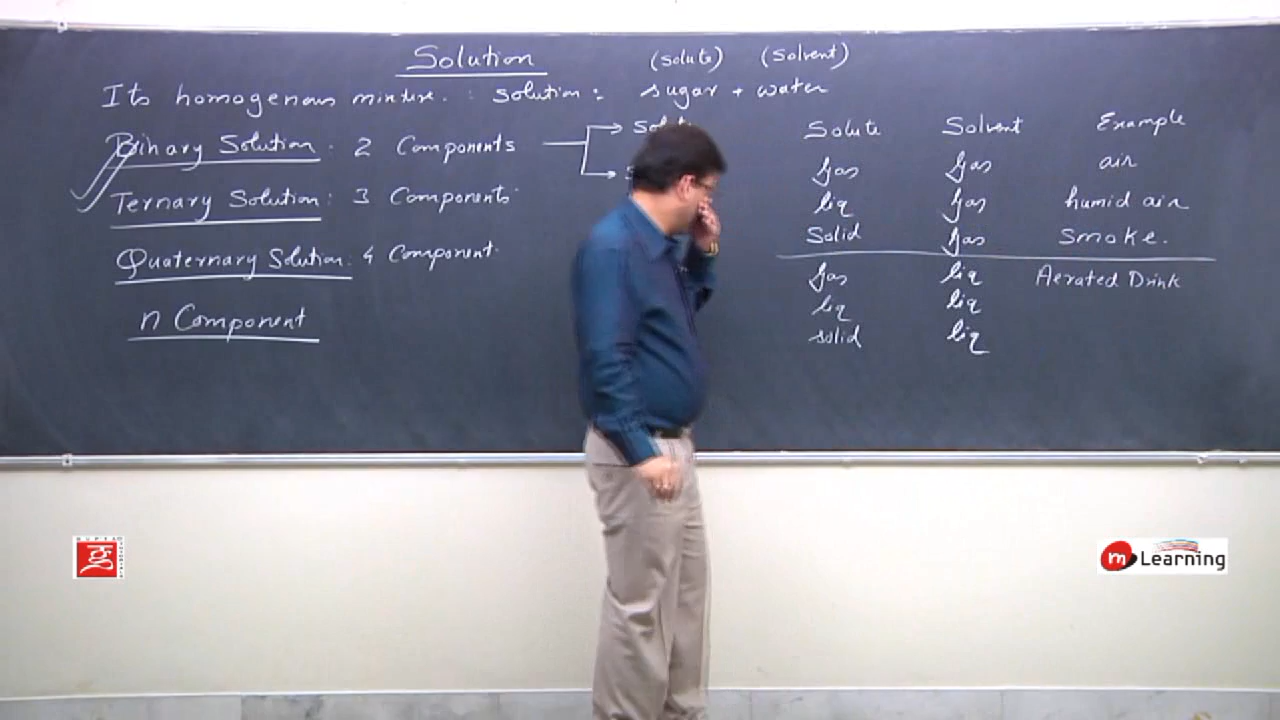 Solution
(Solute) (Solvent)
Its homogenous mixture. : solution: sugar + water
Binary Solution. 2 Components
Ternary Solution: 3 Components
Quaternary Solution. 4 Component.
n Component
Solute Solvent Example
gas gas air
liq gas humid air
Solid gas Smoke.
gas liq Aerated Drink
liq liq
solid liq
GUPTA
m Learning